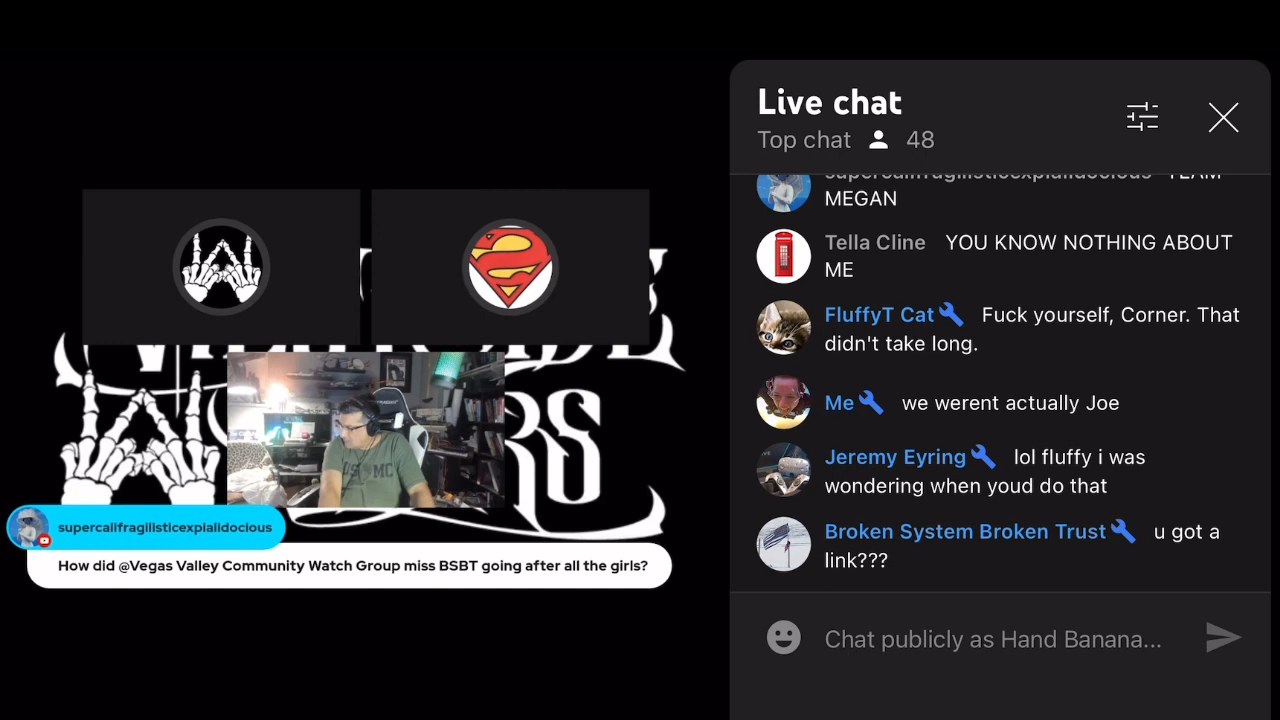 Live chat
Top chat 48
supercalifragilisticexpialidocious TEAM
MEGAN
Tella Cline YOU KNOW NOTHING ABOUT
ME
FluffyT Cat Fuck yourself, Corner. That
didn't take long.
Me we werent actually Joe
Jeremy Eyring lol fluffy i was
wondering when youd do that
Broken System Broken Trust u got a
link???
Chat publicly as Hand Banana...
USMC
supercalifragilisticexpialidocious
How did @Vegas Valley Community Watch Group miss BSBT going after all the girls?